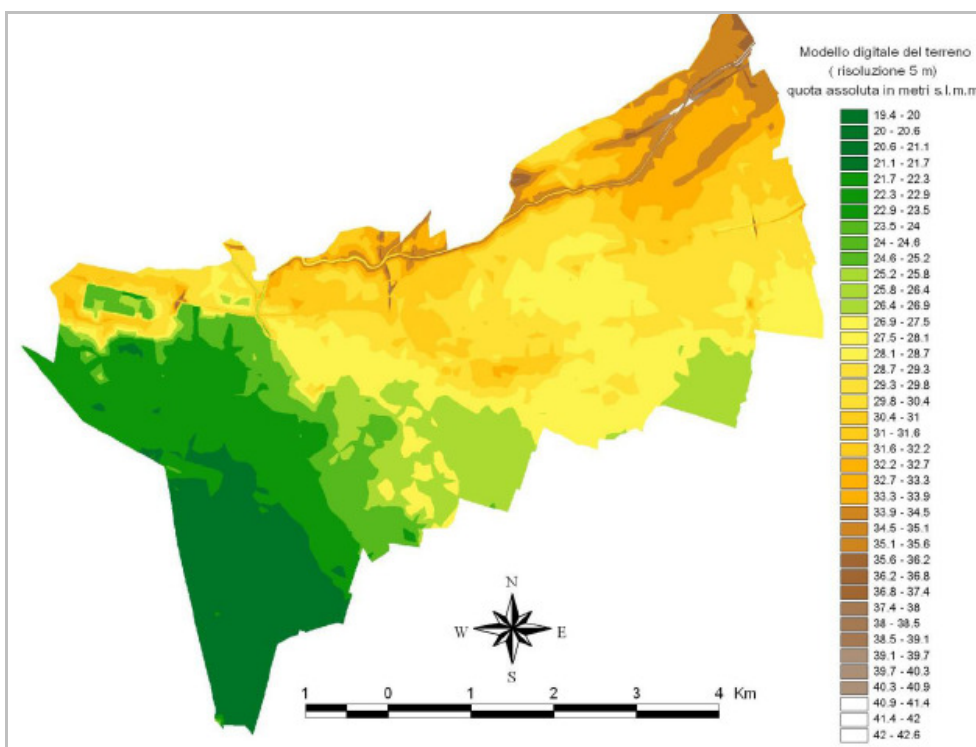 Modello digitale del terreno
( risoluzione 5 m)
quota assoluta in metri s.l.m.m
19.4 - 20
20 - 20.6
20.6 - 21.1
21.1 - 21.7
21.7 - 22.3
22.3 - 22.9
22.9 - 23.5
23.5 - 24
24 - 24.6
24.6 - 25.2
25.2 - 25.8
25.8 - 26.4
26.4 - 26.9
26.9 - 27.5
27.5 - 28.1
28.1 - 28.7
28.7 - 29.3
29.3 - 29.8
29.8 - 30.4
30.4 - 31
31 - 31.6
31.6 - 32.2
32.2 - 32.7
32.7 - 33.3
33.3 - 33.9
33.9 - 34.5
34.5 - 35.1
35.1 - 35.6
35.6 - 36.2
36.2 - 36.8
36.8 - 37.4
37.4 - 38
38 - 38.5
38.5 - 39.1
39.1 - 39.7
39.7 - 40.3
40.3 - 40.9
40.9 - 41.4
41.4 - 42
42 - 42.6
N
W E
S
1 0 1 2 3 4 Km